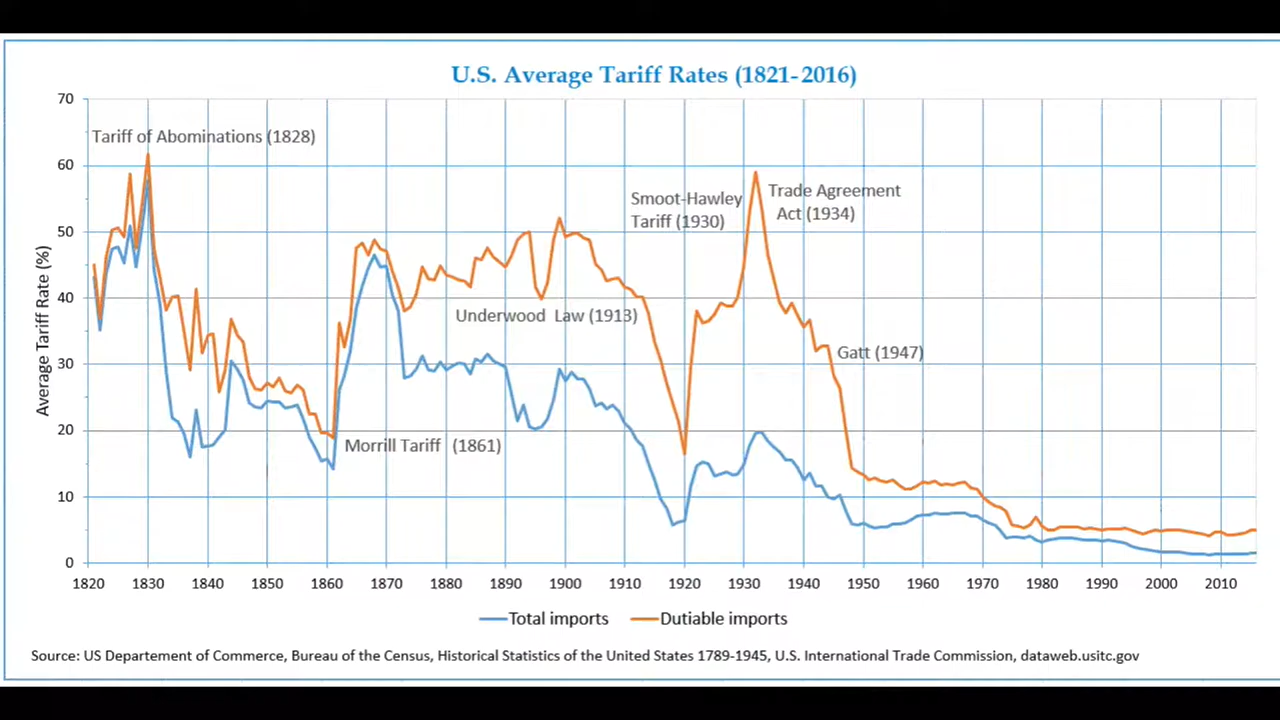 U.S. Average Tariff Rates (1821-2016)
Average Tariff Rate (%)
70
60
50
40
30
20
10
0
Tariff of Abominations (1828)
Smoot-Hawley
Tariff (1930)
Trade Agreement
Act (1934)
Underwood Law (1913)
Gatt (1947)
Morrill Tariff (1861)
1820 1830 1840 1850 1860 1870 1880 1890 1900 1910 1920 1930 1940 1950 1960 1970 1980 1990 2000 2010
Total imports Dutiable imports
Source: US Departement of Commerce, Bureau of the Census, Historical Statistics of the United States 1789-1945, U.S. International Trade Commission, dataweb.usitc.gov